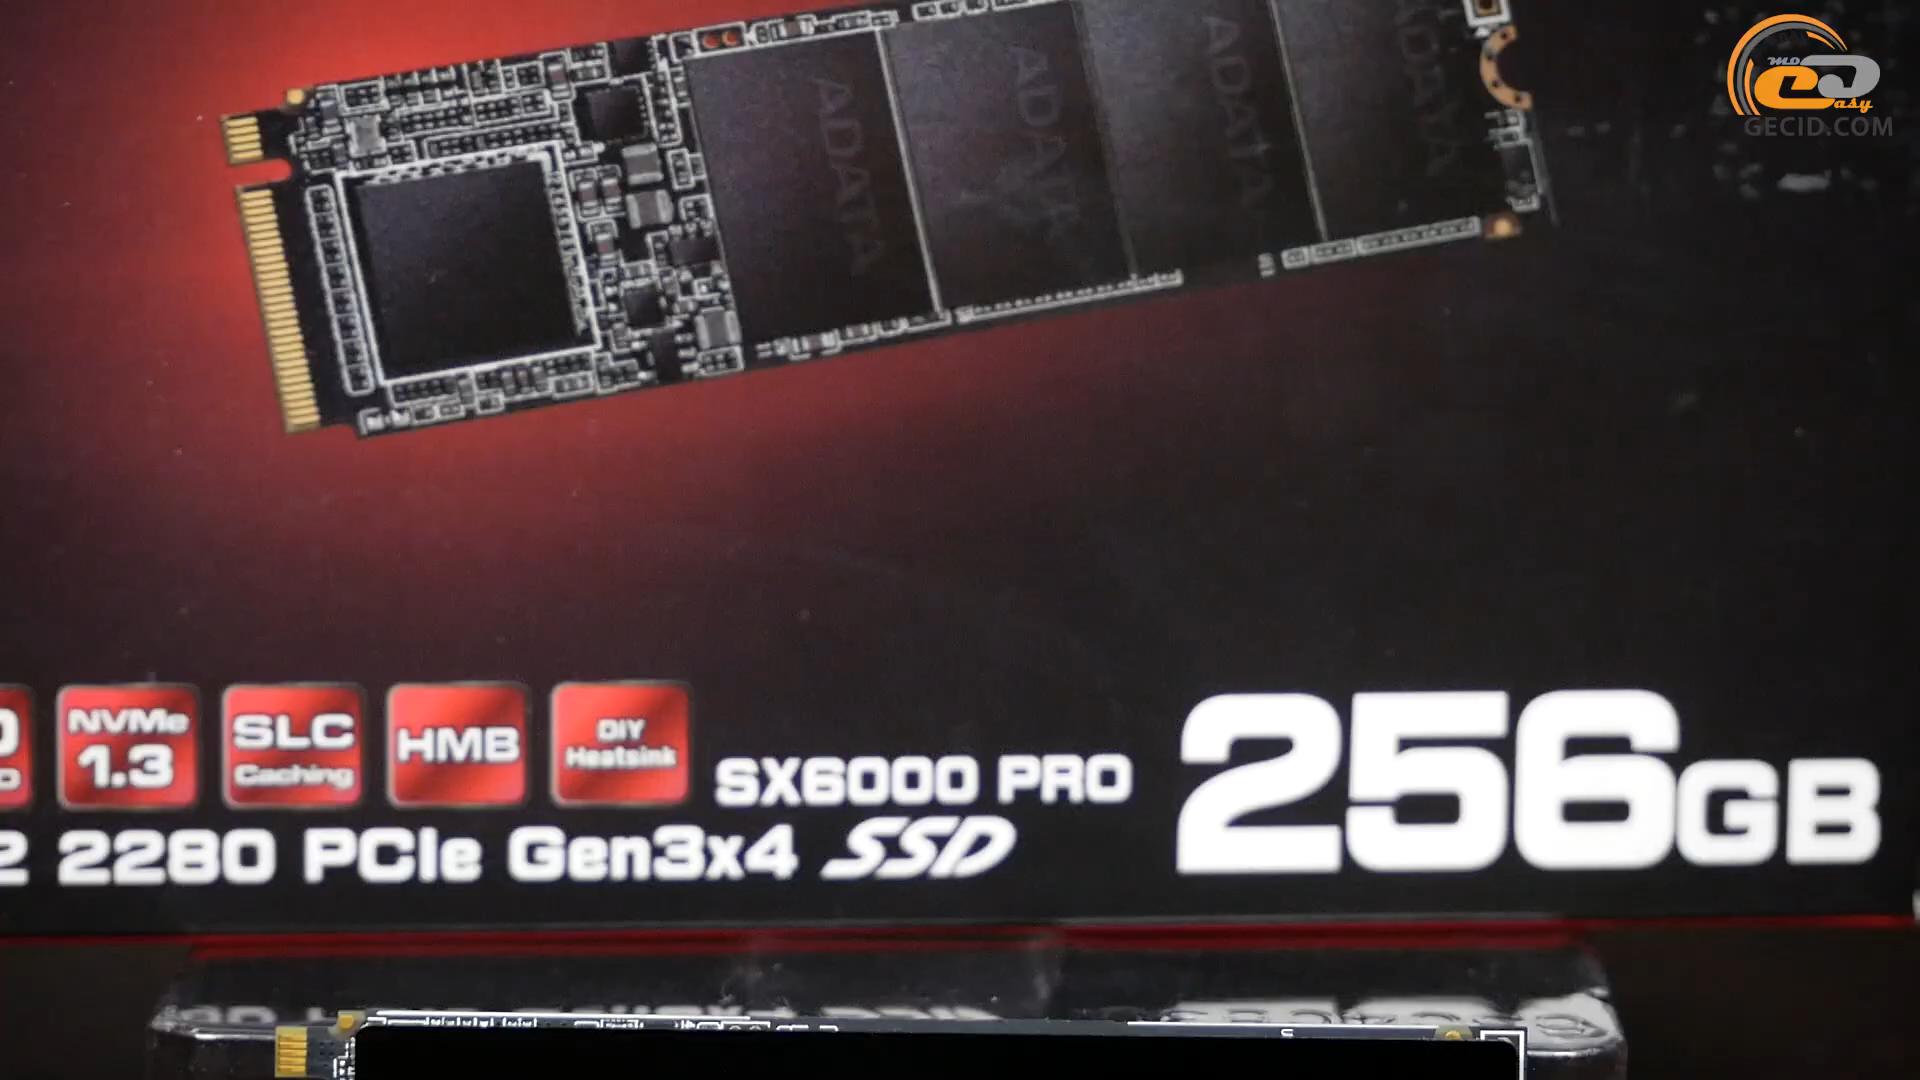 GECID.COM
ADATA
ADATA
ADATA
ADATA
NVMe
1.3
SLC
Caching
HMB
DIY
Heatsink
SX6000 PRO
256GB
2 2280 PCIe Gen3x4 SSD